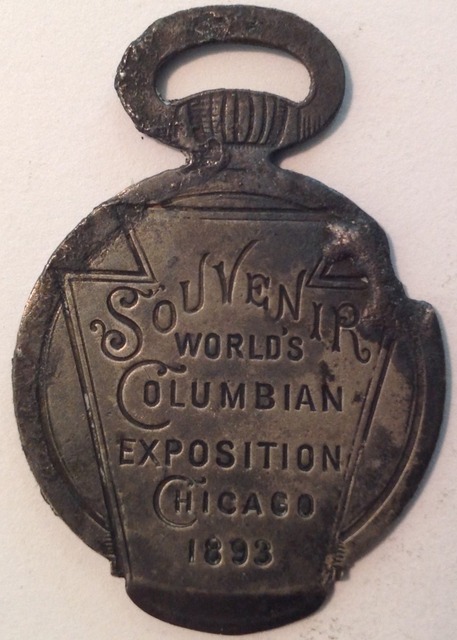 SOUVENIR
WORLD'S
COLUMBIAN
EXPOSITION
CHICAGO
1893